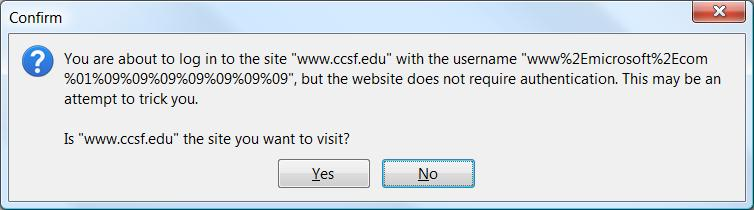 Confirm
You are about to log in to the site "www.ccsf.edu" with the username "www%2Emicrosoft%2Ecom
%01%09%09%09%09%09%09%09", but the website does not require authentication. This may be an
attempt to trick you.
Is "www.ccsf.edu" the site you want to visit?
Yes No